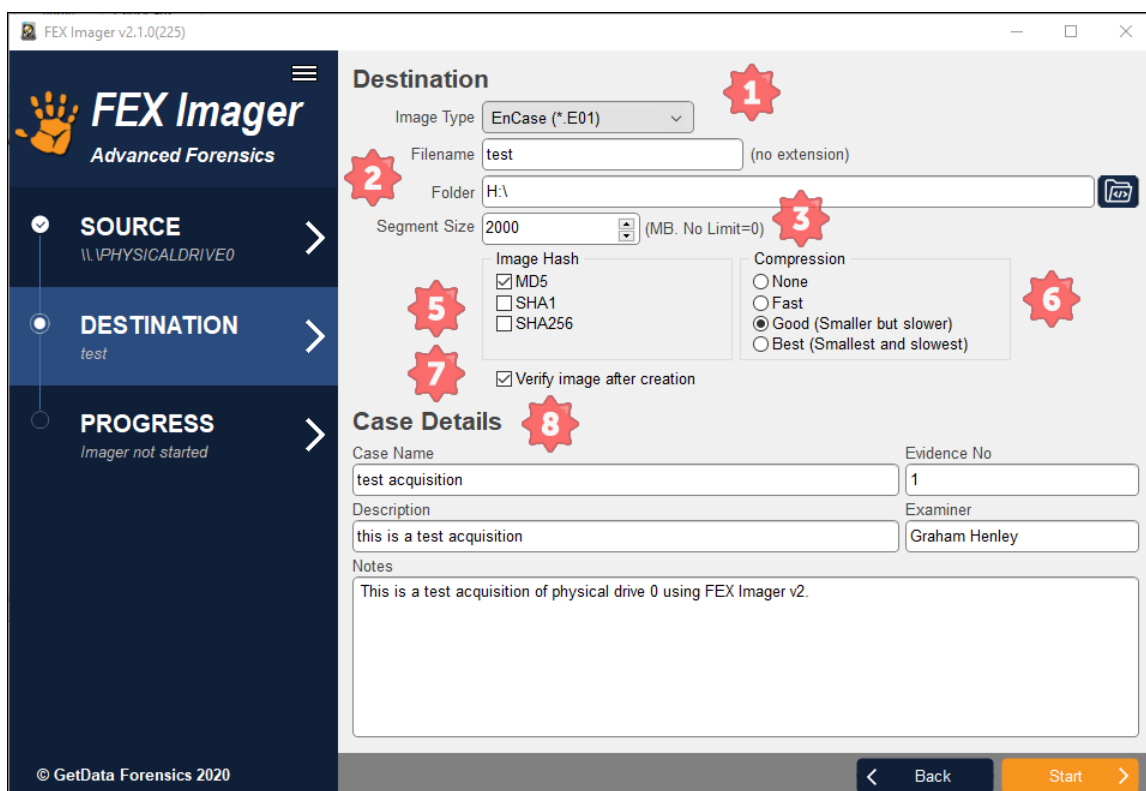 FEX Imager v2.1.0(225)
FEX Imager
Advanced Forensics
SOURCE
\\.\PHYSICALDRIVE0
DESTINATION
test
PROGRESS
Imager not started
© GetData Forensics 2020
Destination
1
Image Type EnCase (*.E01)
2
Filename test (no extension)
Folder H:\
3
Segment Size 2000 (MB. No Limit=0)
5
Image Hash
MD5
SHA1
SHA256
Compression
None
Fast
Good (Smaller but slower)
Best (Smallest and slowest)
6
7
Verify image after creation
Case Details 8
Case Name Evidence No
test acquisition 1
Description Examiner
this is a test acquisition Graham Henley
Notes
This is a test acquisition of physical drive 0 using FEX Imager v2.
Back Start